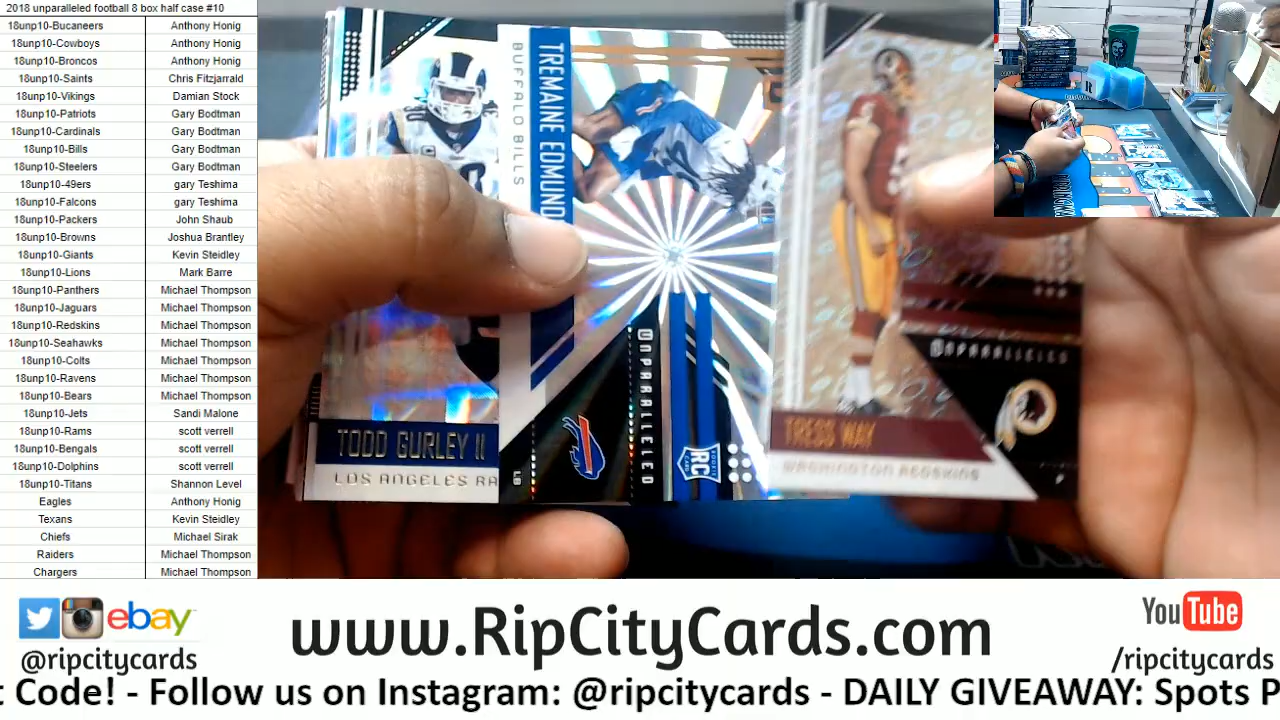 2018 unparalleled football 8 box half case #10
18unp10-Bucaneers Anthony Honig
18unp10-Cowboys Anthony Honig
18unp10-Broncos Anthony Honig
18unp10-Saints Chris Fitzjarrald
18unp10-Vikings Damian Stock
18unp10-Patriots Gary Bodtman
18unp10-Cardinals Gary Bodtman
18unp10-Bills Gary Bodtman
18unp10-Steelers Gary Bodtman
18unp10-49ers gary Teshima
18unp10-Falcons gary Teshima
18unp10-Packers John Shaub
18unp10-Browns Joshua Brantley
18unp10-Giants Kevin Steidley
18unp10-Lions Mark Barre
18unp10-Panthers Michael Thompson
18unp10-Jaguars Michael Thompson
18unp10-Redskins Michael Thompson
18unp10-Seahawks Michael Thompson
18unp10-Colts Michael Thompson
18unp10-Ravens Michael Thompson
18unp10-Bears Michael Thompson
18unp10-Jets Sandi Malone
18unp10-Rams scott verrell
18unp10-Bengals scott verrell
18unp10-Dolphins scott verrell
18unp10-Titans Shannon Level
Eagles Anthony Honig
Texans Kevin Steidley
Chiefs Michael Sirak
Raiders Michael Thompson
Chargers Michael Thompson
TODD GURLEY II
LOS ANGELES RA
TREMAINE EDMUND
BUFFALO BILLS
LB
UNPARALLELED
RC
ROOKIE CARD
UNPARALLELED
TRESS WAY
WASHINGTON REDSKINS
P
ebay
@ripcitycards
www.RipCityCards.com
YouTube
/ripcitycards
t Code! - Follow us on Instagram: @ripcitycards - DAILY GIVEAWAY: Spots P